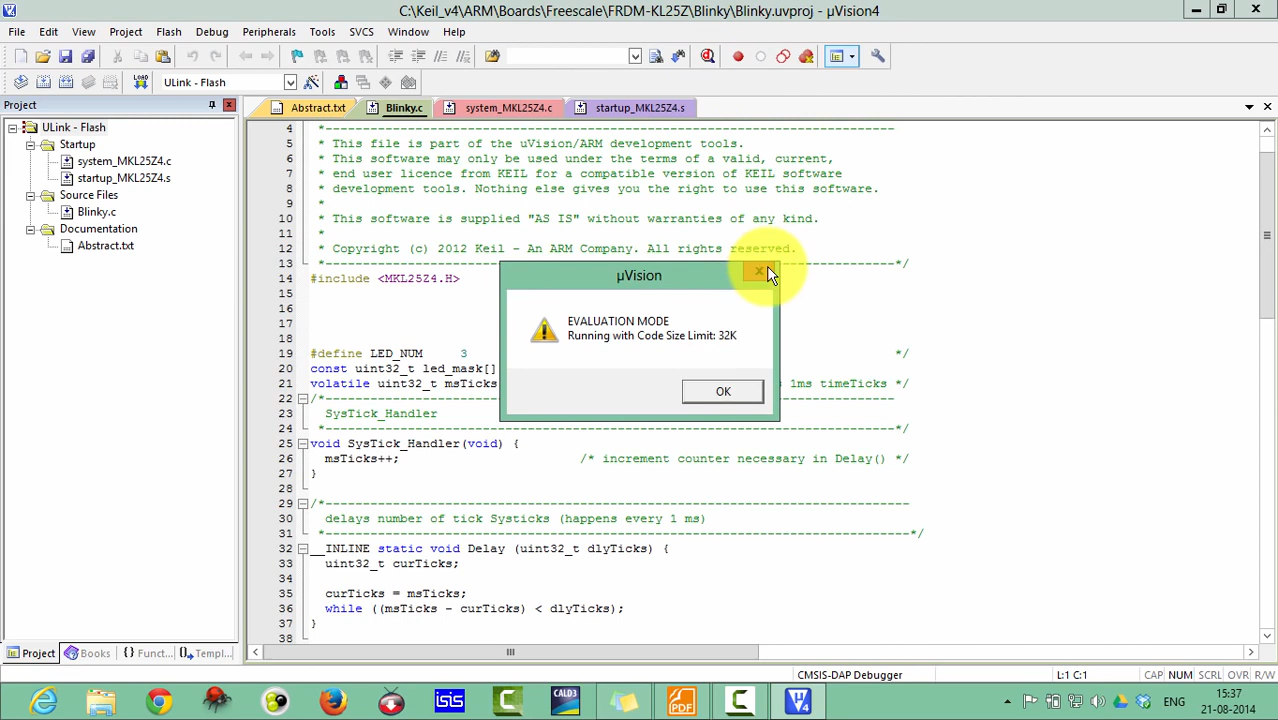 C:\Keil_v4\ARM\Boards\Freescale\FRDM-KL25Z\Blinky\Blinky.uvproj - µVision4
File Edit View Project Flash Debug Peripherals Tools SVCS Window Help
LOAD ULink - Flash
Project
Abstract.txt Blinky.c system_MKL25Z4.c startup_MKL25Z4.s
ULink - Flash
Startup
system_MKL25Z4.c
startup_MKL25Z4.s
Source Files
Blinky.c
Documentation
Abstract.txt
4 *----------------------------------------------------------------------------
5 * This file is part of the uVision/ARM development tools.
6 * This software may only be used under the terms of a valid, current,
7 * end user licence from KEIL for a compatible version of KEIL software
8 * development tools. Nothing else gives you the right to use this software.
9 *
10 * This software is supplied "AS IS" without warranties of any kind.
11 *
12 * Copyright (c) 2012 Keil - An ARM Company. All rights reserved.
13 *----------------------------------------------------------------------------*/
14 #include <MKL25Z4.H>
15
16
17
18
19 #define LED_NUM 3 */
20 const uint32_t led_mask[]
21 volatile uint32_t msTicks s 1ms timeTicks */
22 /*----------------------------------------------------------------------------
23 SysTick_Handler
24 *----------------------------------------------------------------------------*/
25 void SysTick_Handler(void) {
26 msTicks++; /* increment counter necessary in Delay() */
27 }
28
29 /*------------------------------------------------------------------------------
30 delays number of tick Systicks (happens every 1 ms)
31 *------------------------------------------------------------------------------*/
32 __INLINE static void Delay (uint32_t dlyTicks) {
33 uint32_t curTicks;
34
35 curTicks = msTicks;
36 while ((msTicks - curTicks) < dlyTicks);
37 }
38
µVision
x
EVALUATION MODE
Running with Code Size Limit: 32K
OK
Project Books {} Funct... Templ...
CMSIS-DAP Debugger L:1 C:1 CAP NUM SCRL OVR R/W
isis CALD3 PDF V4
ENG
15:37
21-08-2014